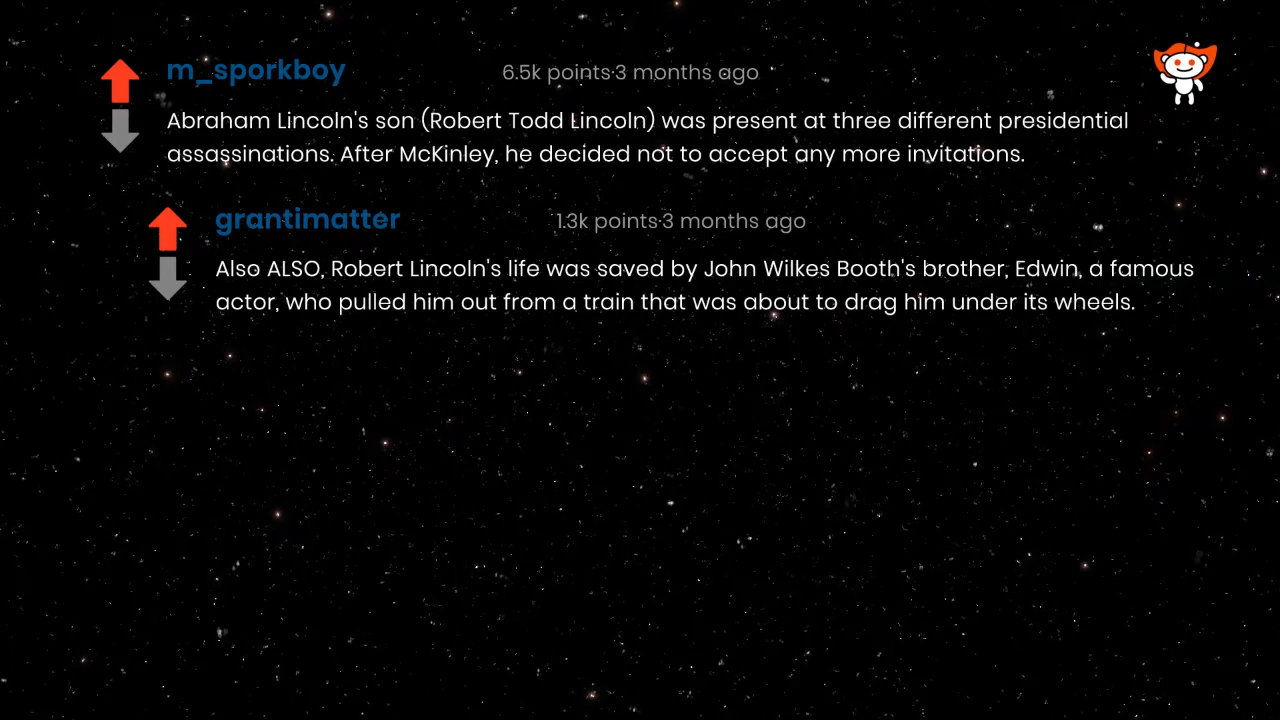 m_sporkboy 6.5k points·3 months ago
Abraham Lincoln's son (Robert Todd Lincoln) was present at three different presidential
assassinations. After McKinley, he decided not to accept any more invitations.
grantimatter 1.3k points·3 months ago
Also ALSO, Robert Lincoln's life was saved by John Wilkes Booth's brother, Edwin, a famous
actor, who pulled him out from a train that was about to drag him under its wheels.